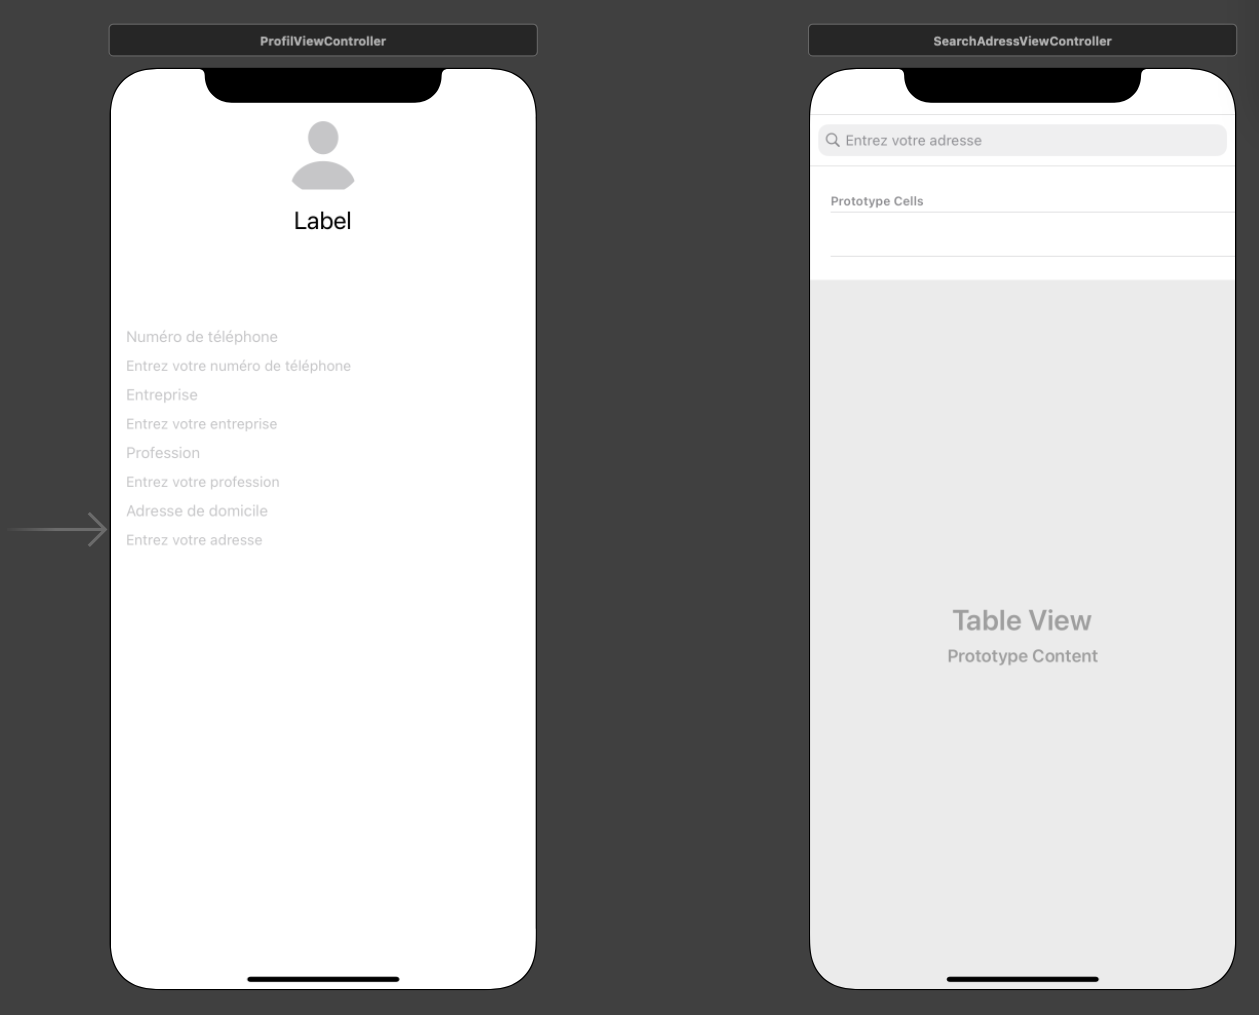 ProfilViewController
Label
Numéro de téléphone
Entrez votre numéro de téléphone
Entreprise
Entrez votre entreprise
Profession
Entrez votre profession
Adresse de domicile
Entrez votre adresse
SearchAdressViewController
Entrez votre adresse
Prototype Cells
Table View
Prototype Content